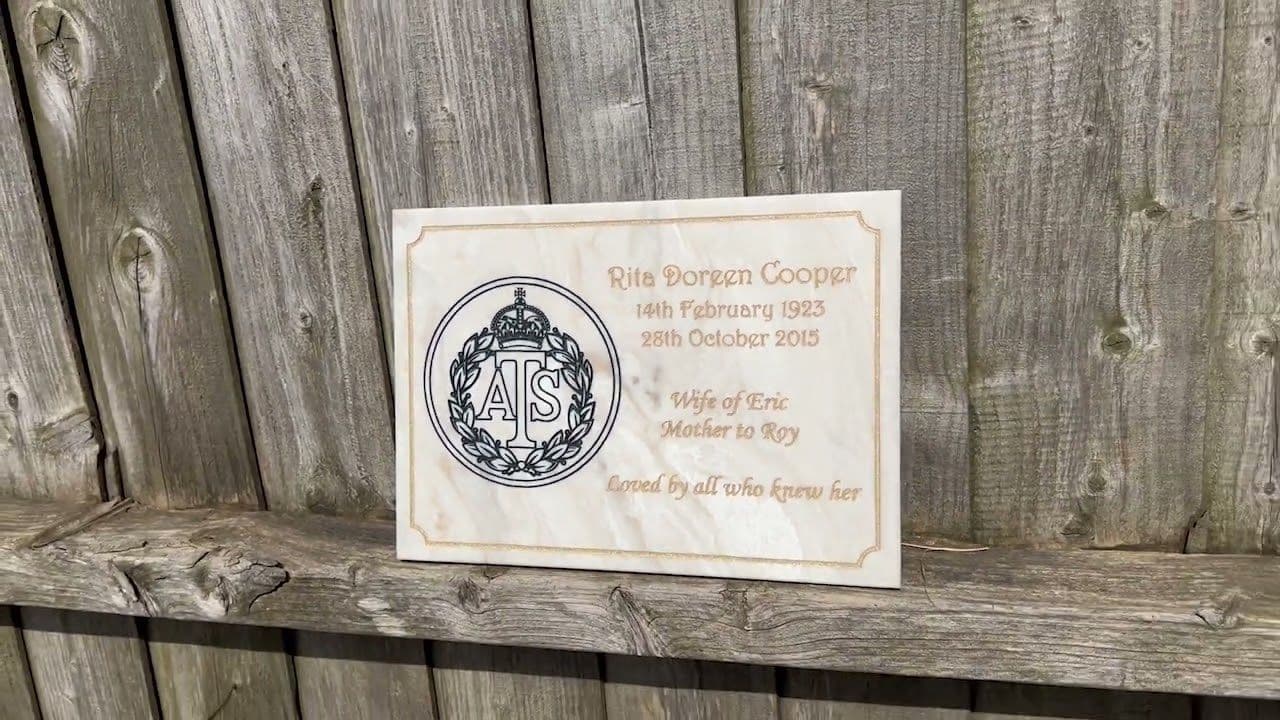 ATS
Rita Doreen Cooper
14th February 1923
28th October 2015
Wife of Eric
Mother to Roy
Loved by all who knew her